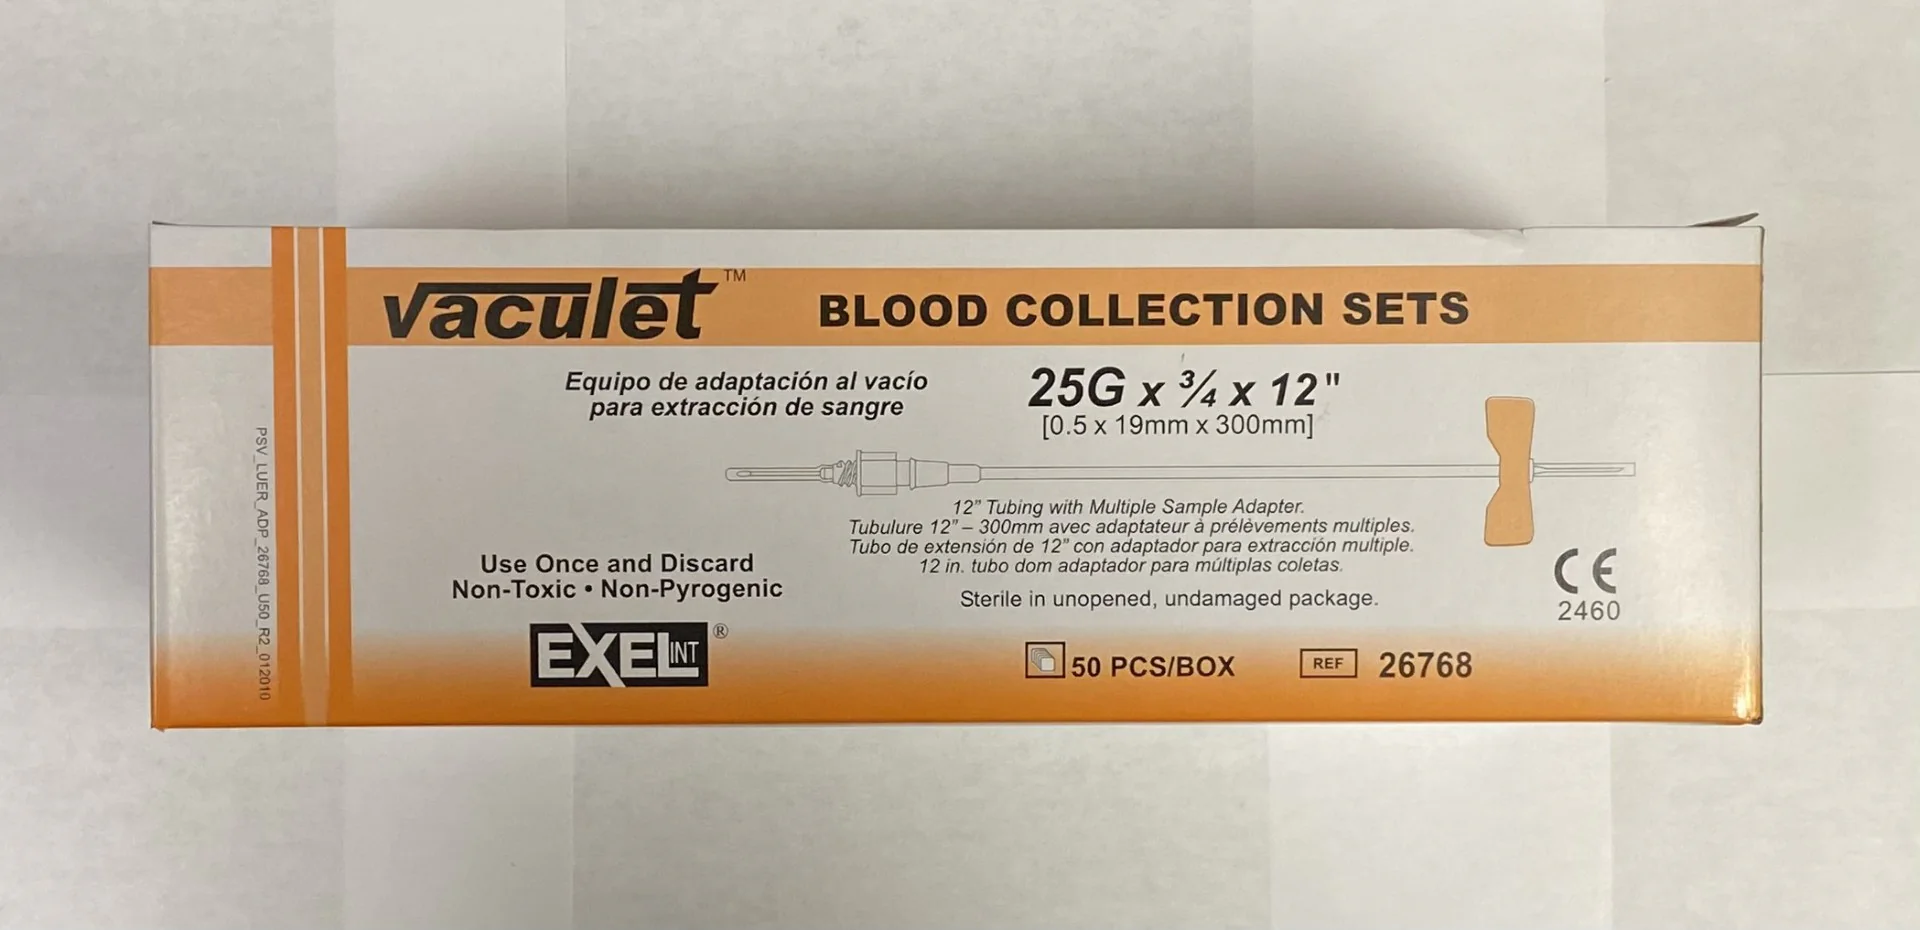 vaculet™
BLOOD COLLECTION SETS
Equipo de adaptación al vacío
para extracción de sangre
25G x ¾ x 12"
[0.5 x 19mm x 300mm]
12” Tubing with Multiple Sample Adapter.
Tubulure 12” – 300mm avec adaptateur à prélèvements multiples.
Tubo de extensión de 12” con adaptador para extracción multiple.
12 in. tubo dom adaptador para múltiplas coletas.
Sterile in unopened, undamaged package.
Use Once and Discard
Non-Toxic • Non-Pyrogenic
EXELINT®
50 PCS/BOX
REF 26768
CE
2460
PSV_LUER_ADP_26768_U50_R2_012010